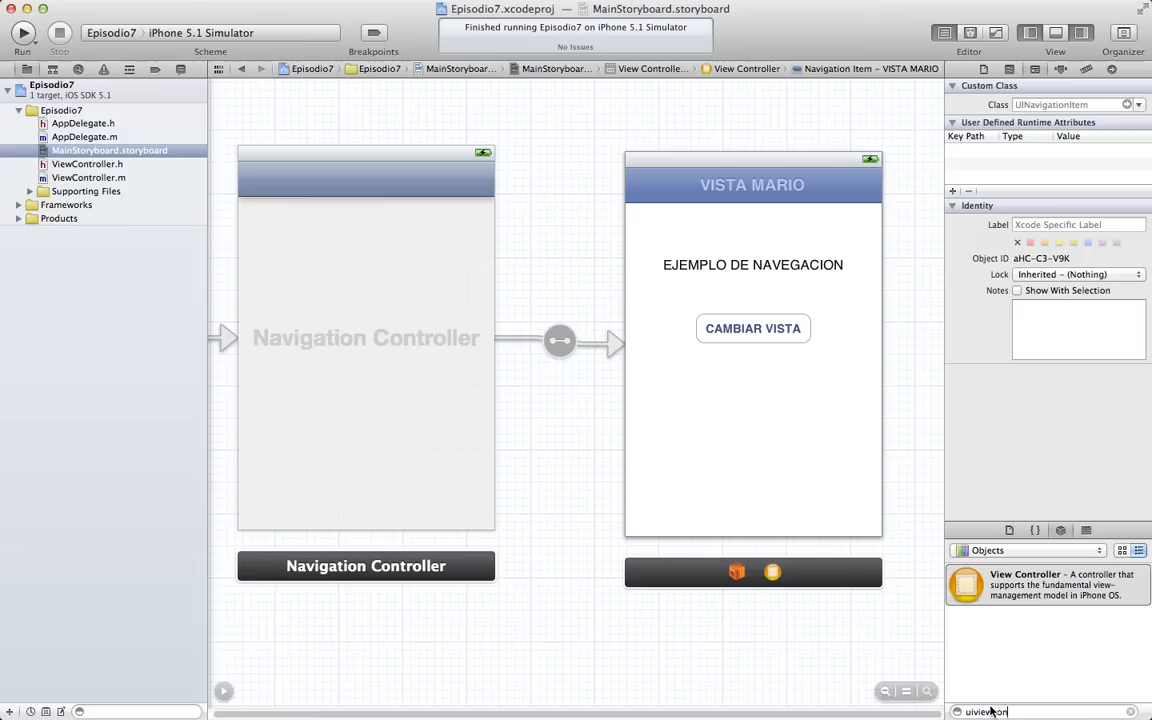 Episodio7.xcodeproj — MainStoryboard.storyboard
Run Stop
Episodio7 iPhone 5.1 Simulator
Scheme
Breakpoints
Finished running Episodio7 on iPhone 5.1 Simulator
No Issues
Editor View Organizer
Episodio7 Episodio7 MainStoryboar... MainStoryboar... View Controlle... View Controller Navigation Item – VISTA MARIO
Episodio7
1 target, iOS SDK 5.1
Episodio7
AppDelegate.h
AppDelegate.m
MainStoryboard.storyboard
ViewController.h
ViewController.m
Supporting Files
Frameworks
Products
Navigation Controller
Navigation Controller
VISTA MARIO
EJEMPLO DE NAVEGACION
CAMBIAR VISTA
Custom Class
Class UINavigationItem
User Defined Runtime Attributes
Key Path Type Value
Identity
Label Xcode Specific Label
Object ID aHC-C3-V9K
Lock Inherited – (Nothing)
Notes Show With Selection
Objects
View Controller – A controller that
supports the fundamental view-
management model in iPhone OS.